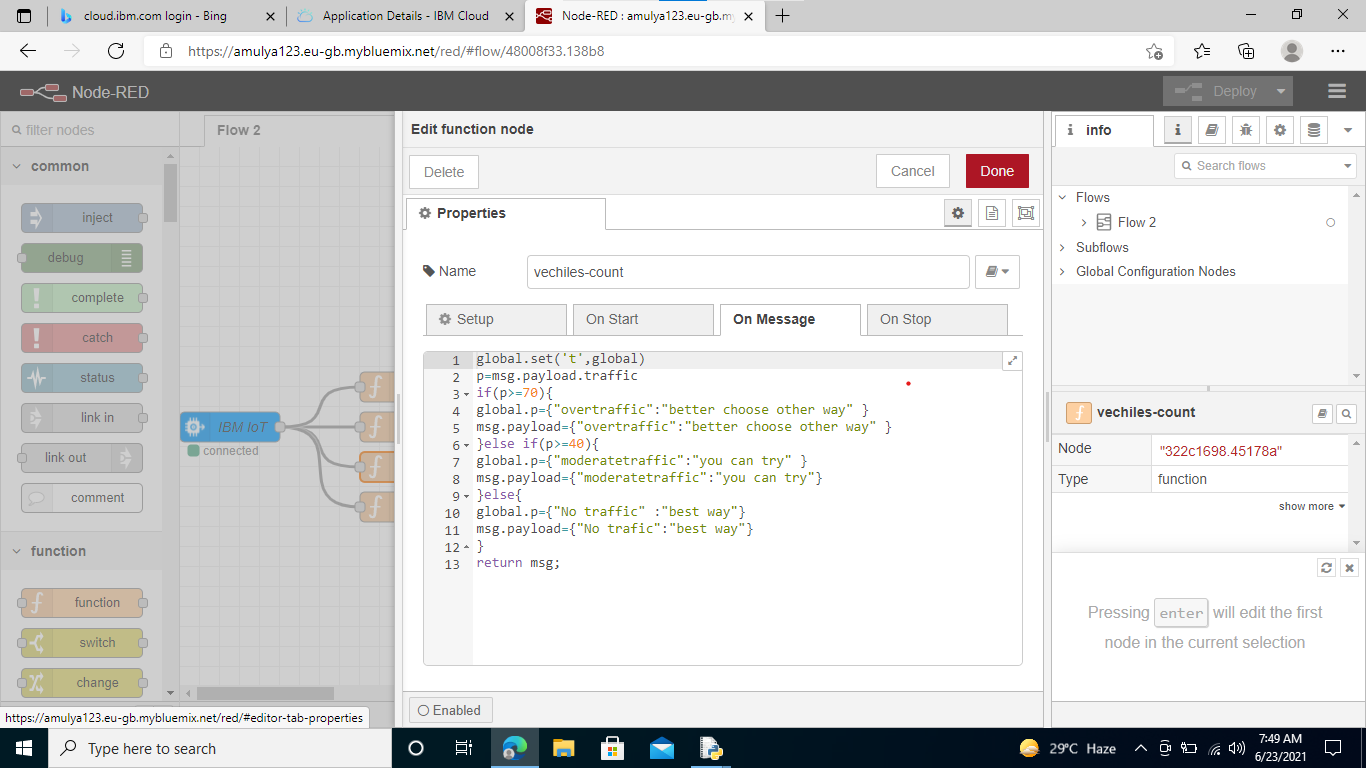 cloud.ibm.com login - Bing
Application Details - IBM Cloud
Node-RED : amulya123.eu-gb.my
https://amulya123.eu-gb.mybluemix.net/red/#flow/48008f33.138b8
Node-RED
Deploy
filter nodes
Flow 2
common
inject
debug
complete
catch
status
link in
link out
comment
function
function
switch
change
IBM IoT
connected
Edit function node
Delete
Cancel
Done
Properties
Name
vechiles-count
Setup
On Start
On Message
On Stop
1 global.set('t',global)
2 p=msg.payload.traffic
3 if(p>=70){
4 global.p={"overtraffic":"better choose other way" }
5 msg.payload={"overtraffic":"better choose other way" }
6 }else if(p>=40){
7 global.p={"moderatetraffic":"you can try" }
8 msg.payload={"moderatetraffic":"you can try"}
9 }else{
10 global.p={"No traffic" :"best way"}
11 msg.payload={"No trafic":"best way"}
12 }
13 return msg;
Enabled
info
Search flows
Flows
Flow 2
Subflows
Global Configuration Nodes
vechiles-count
Node "322c1698.45178a"
Type function
show more
Pressing enter will edit the first
node in the current selection
https://amulya123.eu-gb.mybluemix.net/red/#editor-tab-properties
Type here to search
29°C Haze
7:49 AM
6/23/2021